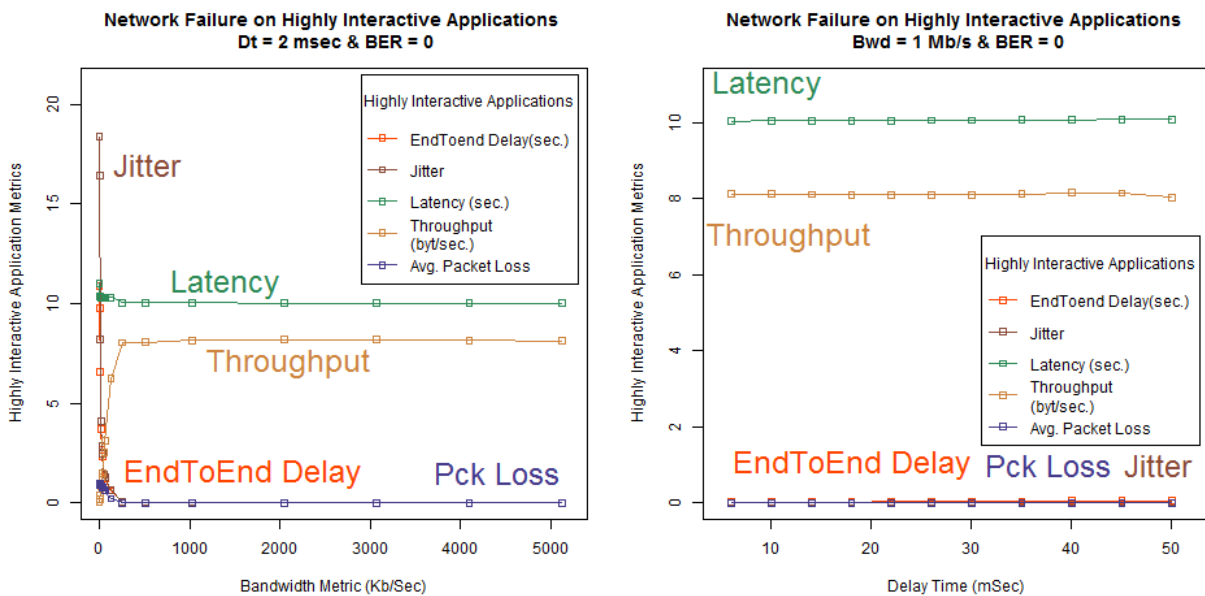 Network Failure on Highly Interactive Applications
Dt = 2 msec & BER = 0
Highly Interactive Application Metrics
20
15
10
5
0
Highly Interactive Applications
EndToend Delay(sec.)
Jitter
Latency (sec.)
Throughput
(byt/sec.)
Avg. Packet Loss
Jitter
Latency
Throughput
EndToEnd Delay
Pck Loss
0
1000
2000
3000
4000
5000
Bandwidth Metric (Kb/Sec)
Network Failure on Highly Interactive Applications
Bwd = 1 Mb/s & BER = 0
Highly Interactive Application Metrics
10
8
6
4
2
0
Latency
Throughput
Highly Interactive Applications
EndToend Delay(sec.)
Jitter
Latency (sec.)
Throughput
(byt/sec.)
Avg. Packet Loss
EndToEnd Delay
Pck Loss
Jitter
10
20
30
40
50
Delay Time (mSec)